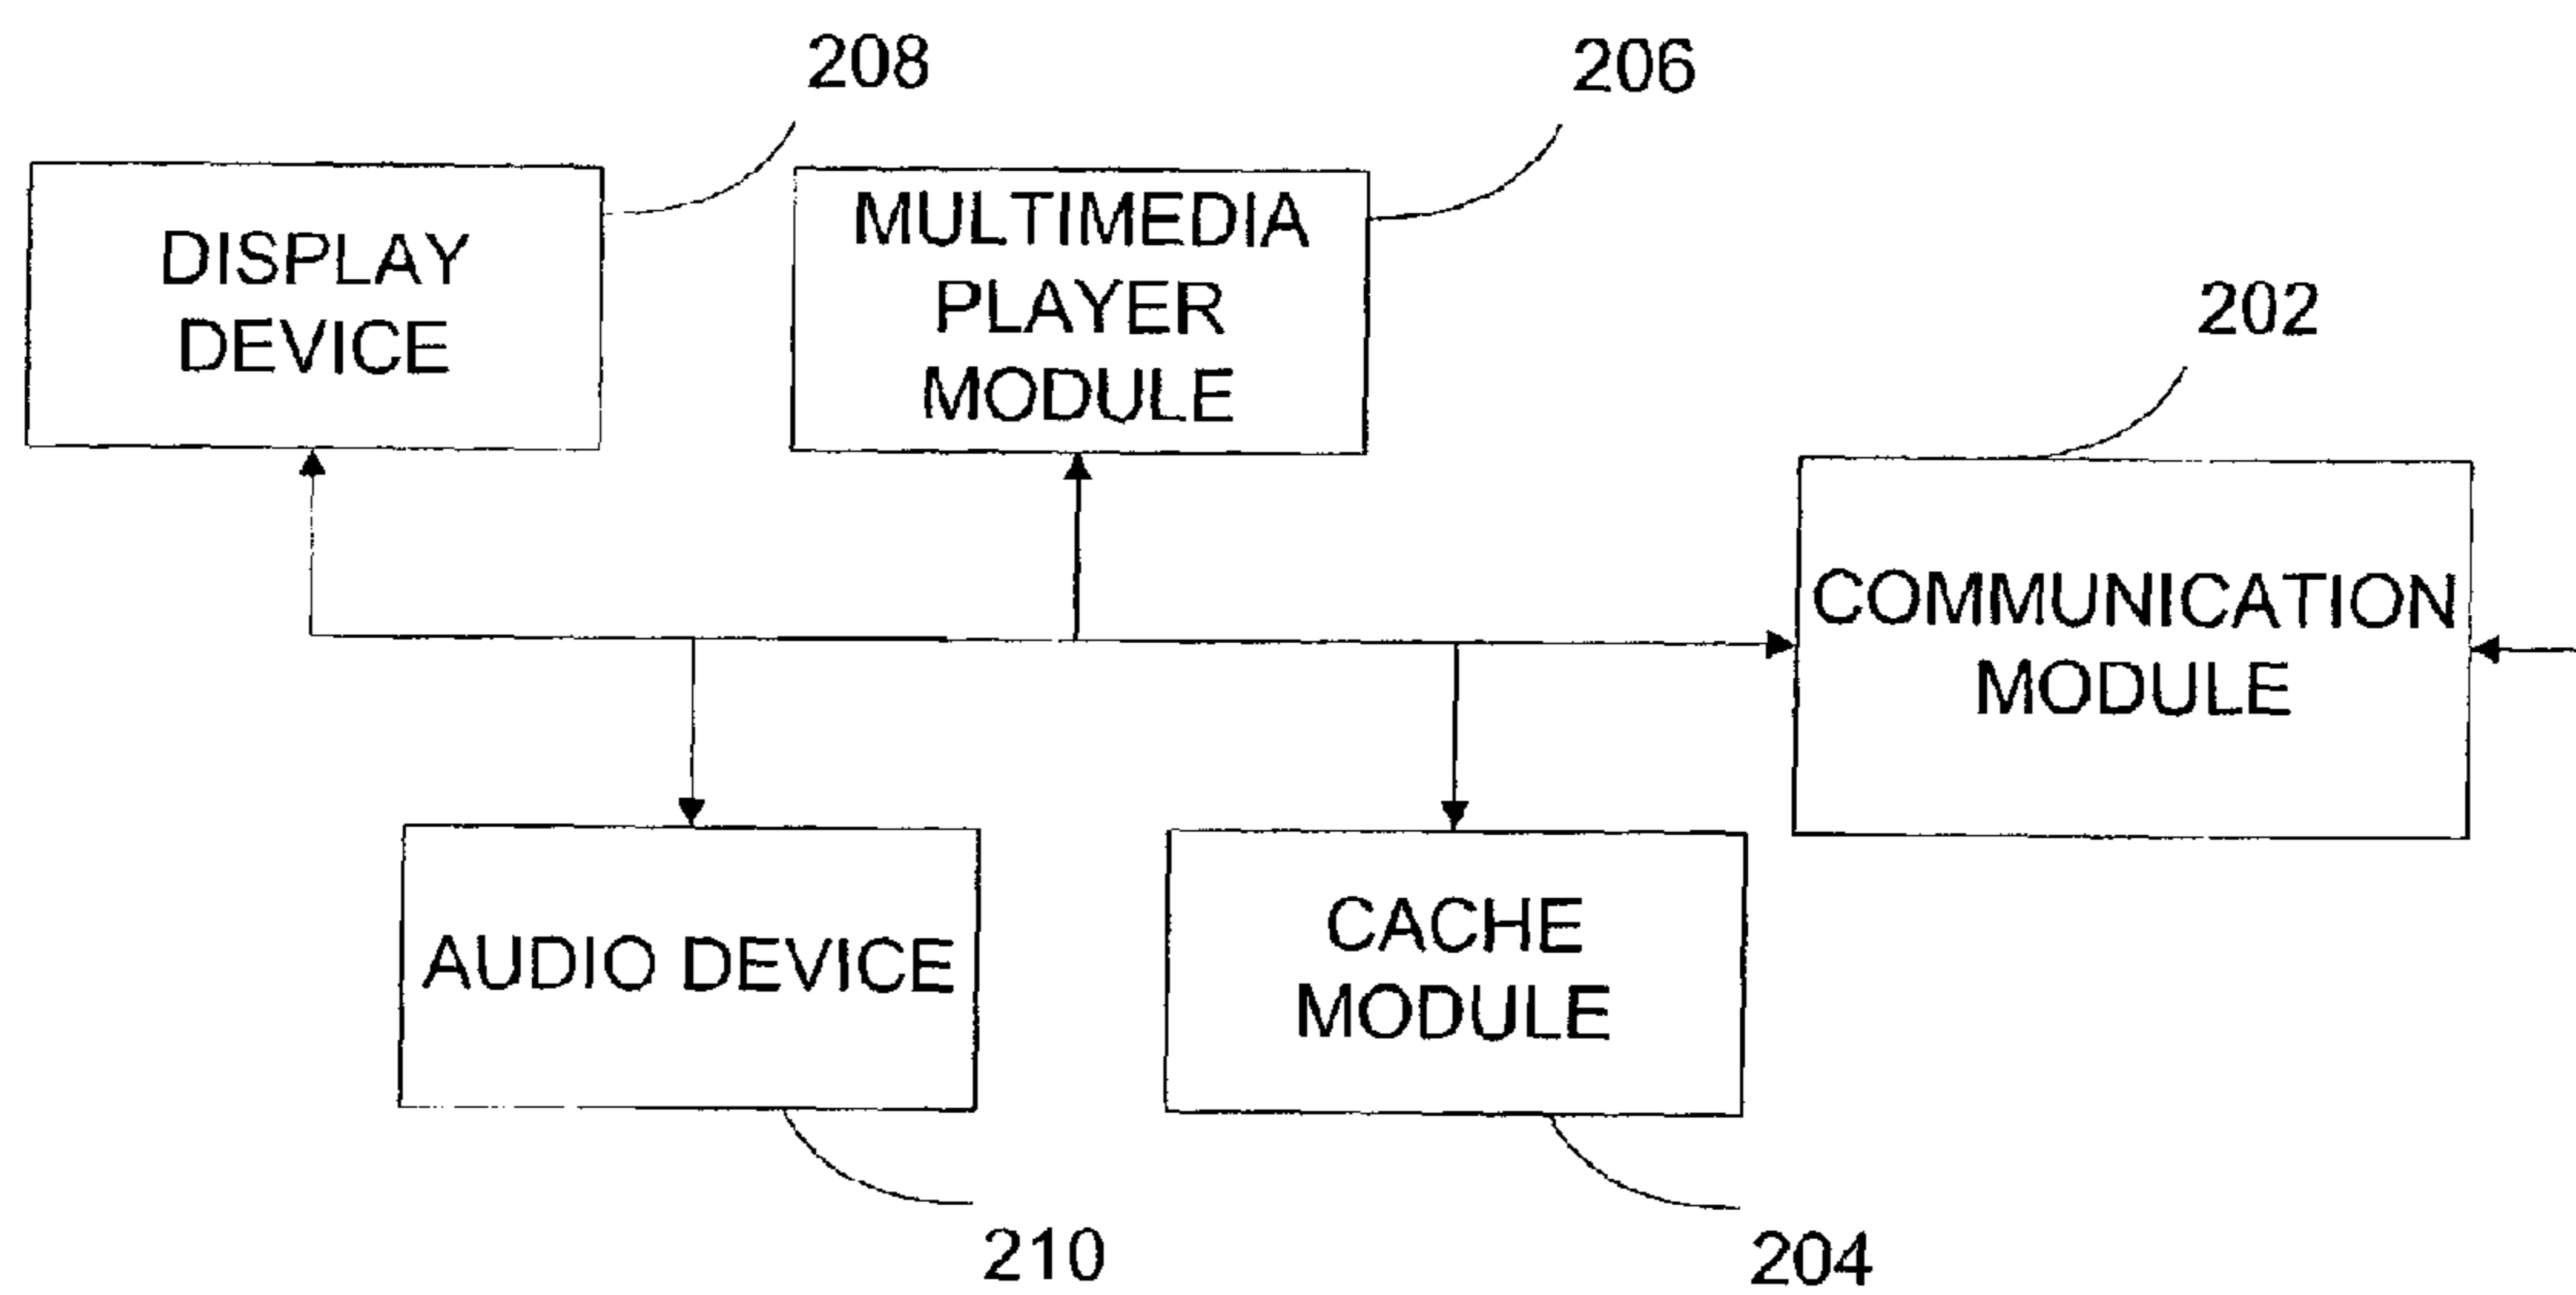 208
206
DISPLAY
DEVICE
MULTIMEDIA
PLAYER
MODULE
202
COMMUNICATION
MODULE
AUDIO DEVICE
CACHE
MODULE
210
204